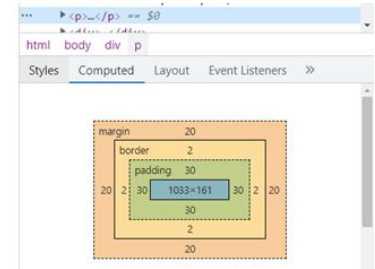 ... ▶<p>…</p> == $0
html body div p
Styles Computed Layout Event Listeners »
margin 20
border 2
padding 30
20 2 30 1033×161 30 2 20
30
2
20